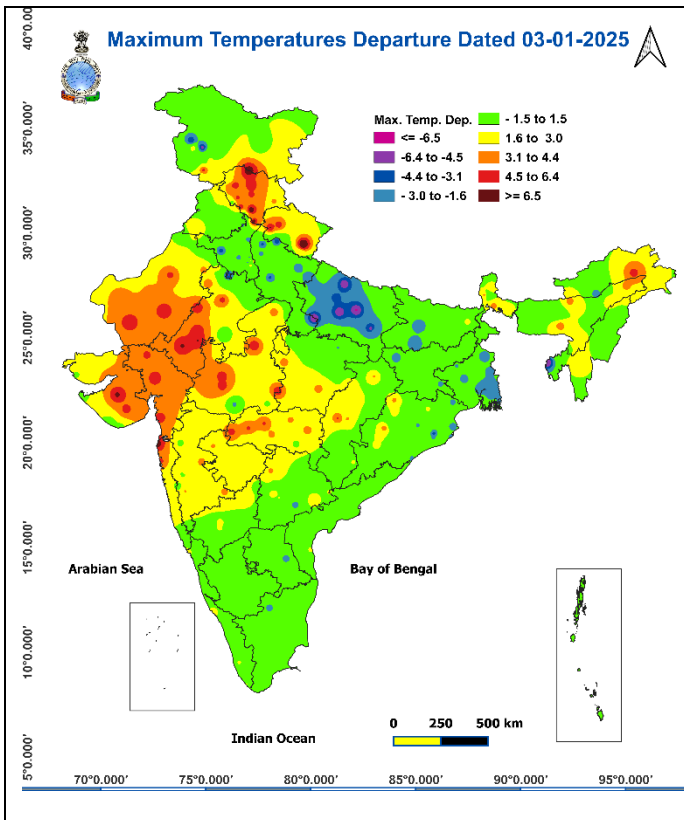 Maximum Temperatures Departure Dated 03-01-2025
Max. Temp. Dep.
<= -6.5
-6.4 to -4.5
-4.4 to -3.1
- 3.0 to -1.6
- 1.5 to 1.5
1.6 to 3.0
3.1 to 4.4
4.5 to 6.4
>= 6.5
40°0.000'
35°0.000'
30°0.000'
25°0.000'
20°0.000'
15°0.000'
10°0.000'
5°0.000'
Arabian Sea
Bay of Bengal
Indian Ocean
0 250 500 km
70°0.000' 75°0.000' 80°0.000' 85°0.000' 90°0.000' 95°0.000'